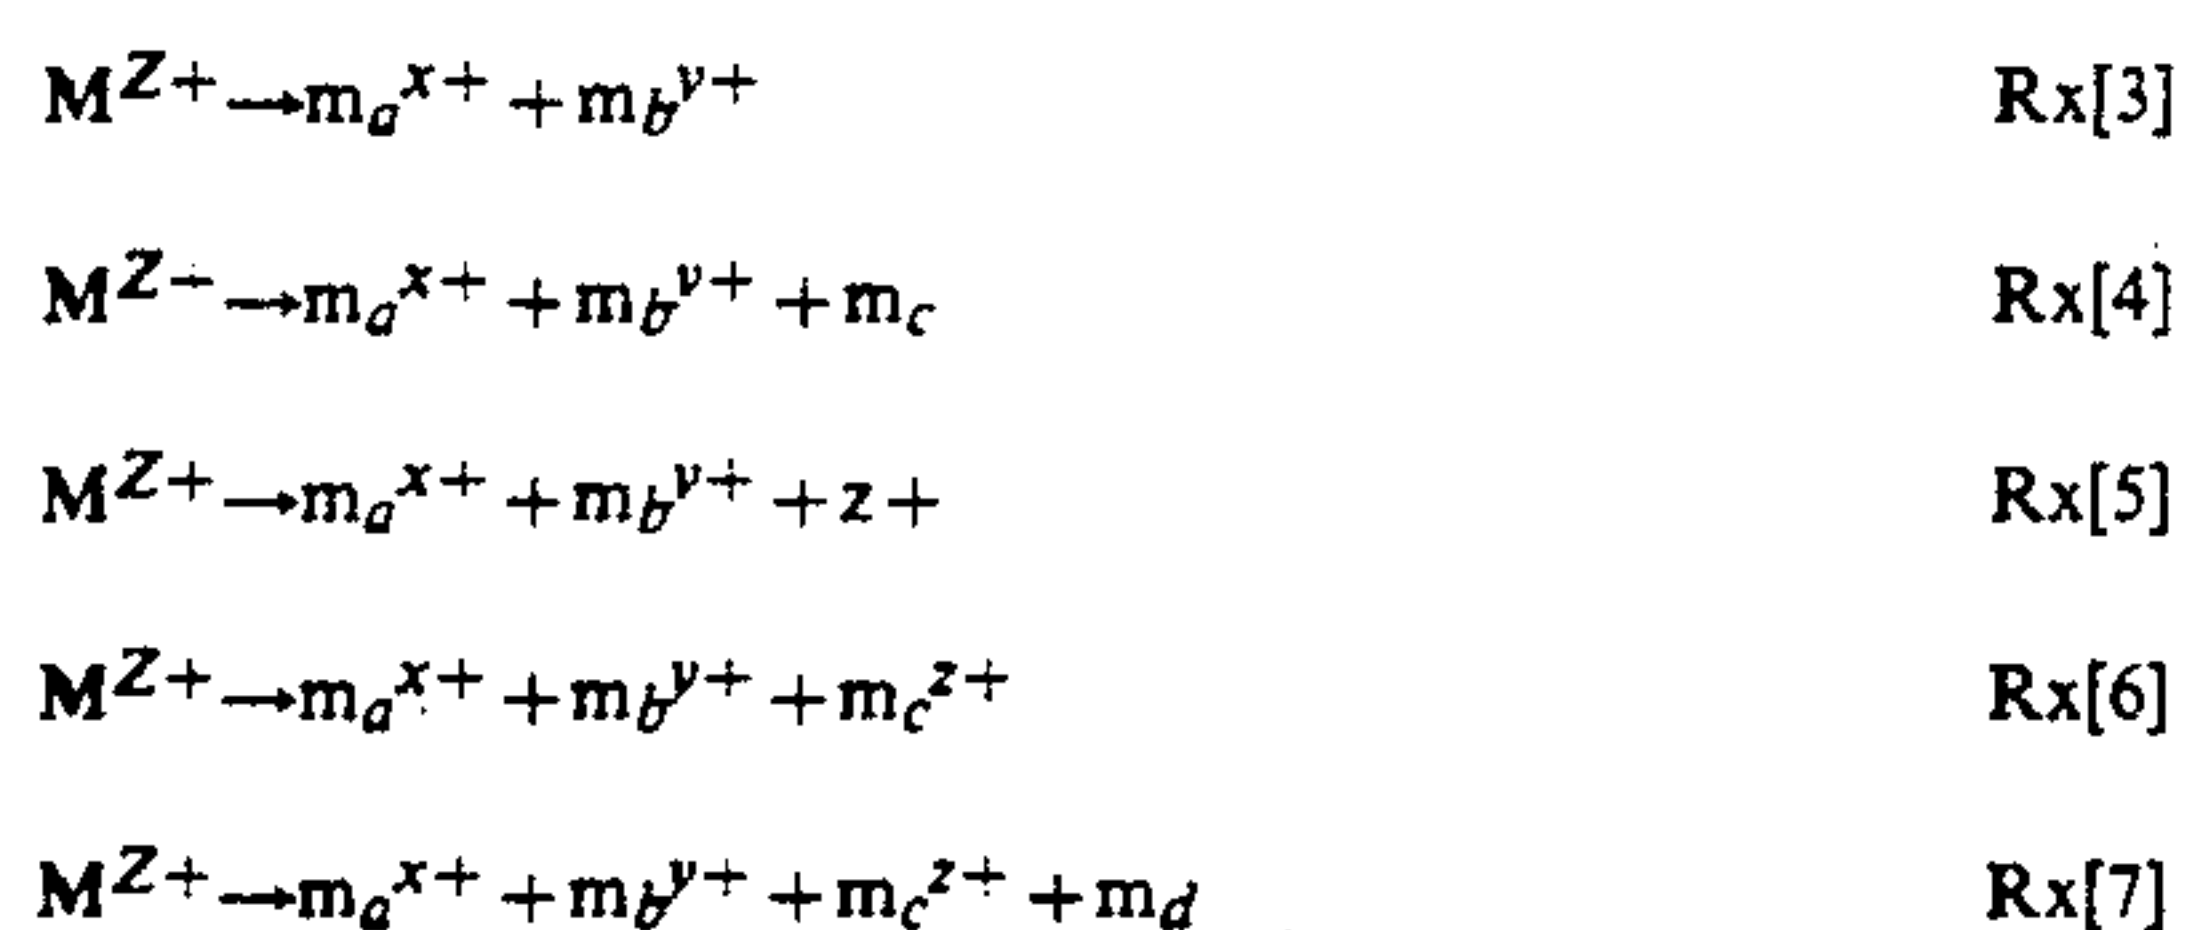 M^{Z+}→m_a^{x+}+m_b^{y+} Rx[3]
M^{Z+}→m_a^{x+}+m_b^{y+}+m_c Rx[4]
M^{Z+}→m_a^{x+}+m_b^{y+}+z+ Rx[5]
M^{Z+}→m_a^{x+}+m_b^{y+}+m_c^{z+} Rx[6]
M^{Z+}→m_a^{x+}+m_b^{y+}+m_c^{z+}+m_d Rx[7]